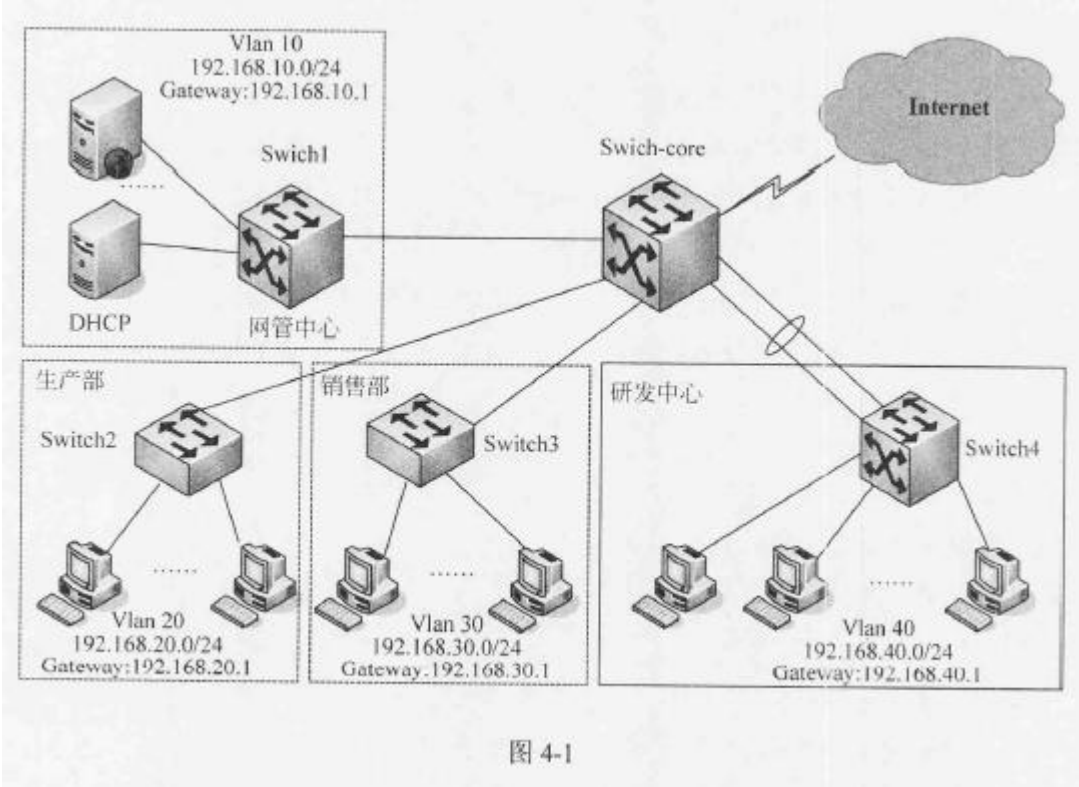 Vlan 10
192.168.10.0/24
Gateway:192.168.10.1
Swich1
……
DHCP
网管中心
Swich-core
Internet
生产部
Switch2
……
Vlan 20
192.168.20.0/24
Gateway:192.168.20.1
销售部
Switch3
……
Vlan 30
192.168.30.0/24
Gateway.192.168.30.1
研发中心
Switch4
……
Vlan 40
192.168.40.0/24
Gateway:192.168.40.1
图 4-1